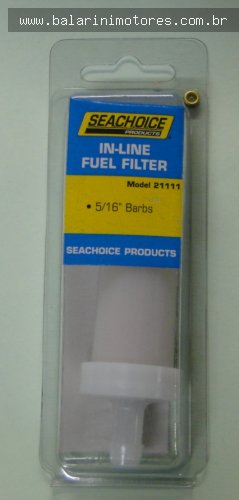 www.balarinimotores.com.br
SEACHOICE
PRODUCTS
IN-LINE
FUEL FILTER
Model 21111
• 5/16" Barbs
SEACHOICE PRODUCTS